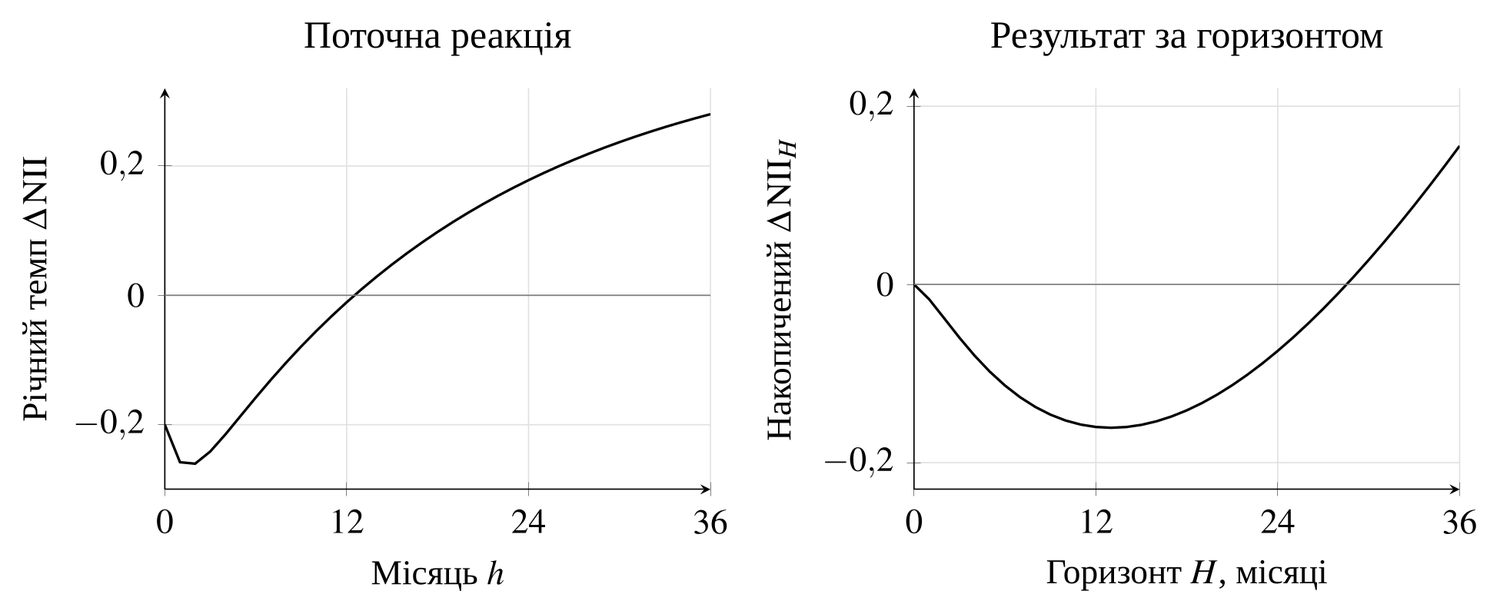 Поточна реакція
Річний темп ΔNII
0,2
0
−0,2
0 12 24 36
Місяць h
Результат за горизонтом
Накопичений ΔNII_H
0,2
0
−0,2
0 12 24 36
Горизонт H, місяці